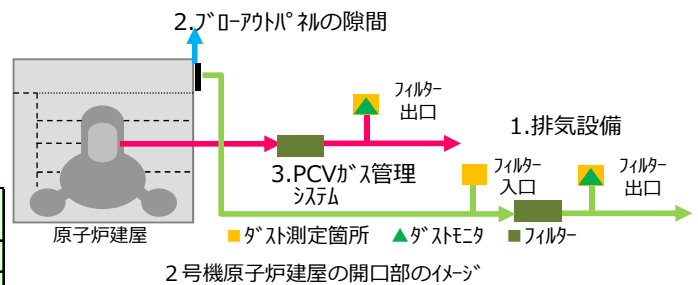 2.ﾌﾞﾛｰｱｳﾄﾊﾟﾈﾙの隙間
ﾌｨﾙﾀｰ
出口
1.排気設備
3.PCVｶﾞｽ管理
ｼｽﾃﾑ
ﾌｨﾙﾀｰ
入口
ﾌｨﾙﾀｰ
出口
原子炉建屋
ﾀﾞｽﾄ測定箇所 ﾀﾞｽﾄﾓﾆﾀ ﾌｨﾙﾀｰ
２号機原子炉建屋の開口部のｲﾒｰｼﾞ